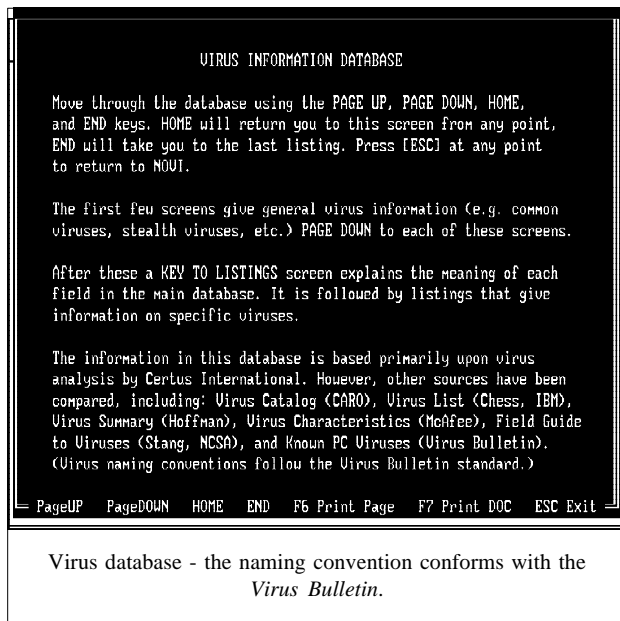 VIRUS INFORMATION DATABASE
Move through the database using the PAGE UP, PAGE DOWN, HOME,
and END keys. HOME will return you to this screen from any point,
END will take you to the last listing. Press [ESC] at any point
to return to NOVI.
The first few screens give general virus information (e.g. common
viruses, stealth viruses, etc.) PAGE DOWN to each of these screens.
After these a KEY TO LISTINGS screen explains the meaning of each
field in the main database. It is followed by listings that give
information on specific viruses.
The information in this database is based primarily upon virus
analysis by Certus International. However, other sources have been
compared, including: Virus Catalog (CARO), Virus List (Chess, IBM),
Virus Summary (Hoffman), Virus Characteristics (McAfee), Field Guide
to Viruses (Stang, NCSA), and Known PC Viruses (Virus Bulletin).
(Virus naming conventions follow the Virus Bulletin standard.)
PageUP PageDOWN HOME END F6 Print Page F7 Print DOC ESC Exit
Virus database - the naming convention conforms with the
Virus Bulletin.